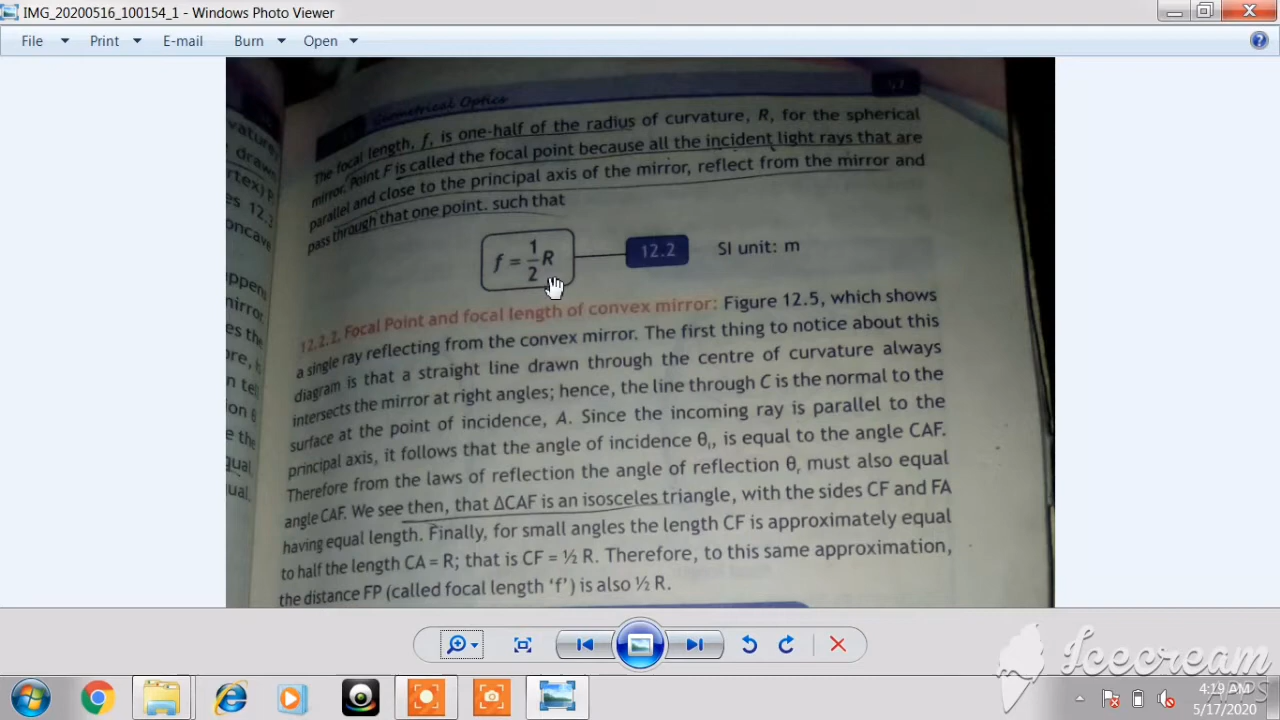 IMG_20200516_100154_1 - Windows Photo Viewer
File Print E-mail Burn Open
Geometrical Optics 57
The focal length, f, is one-half of the radius of curvature, R, for the spherical
mirror. Point F is called the focal point because all the incident light rays that are
parallel and close to the principal axis of the mirror, reflect from the mirror and
pass through that one point. such that
f = 1/2 R 12.2 SI unit: m
12.2.2. Focal Point and focal length of convex mirror: Figure 12.5, which shows
a single ray reflecting from the convex mirror. The first thing to notice about this
diagram is that a straight line drawn through the centre of curvature always
intersects the mirror at right angles; hence, the line through C is the normal to the
surface at the point of incidence, A. Since the incoming ray is parallel to the
principal axis, it follows that the angle of incidence θi, is equal to the angle CAF.
Therefore from the laws of reflection the angle of reflection θr must also equal
angle CAF. We see then, that ΔCAF is an isosceles triangle, with the sides CF and FA
having equal length. Finally, for small angles the length CF is approximately equal
to half the length CA = R; that is CF = ½ R. Therefore, to this same approximation,
the distance FP (called focal length 'f') is also ½ R.
Icecream
APPS
4:19 AM
5/17/2020